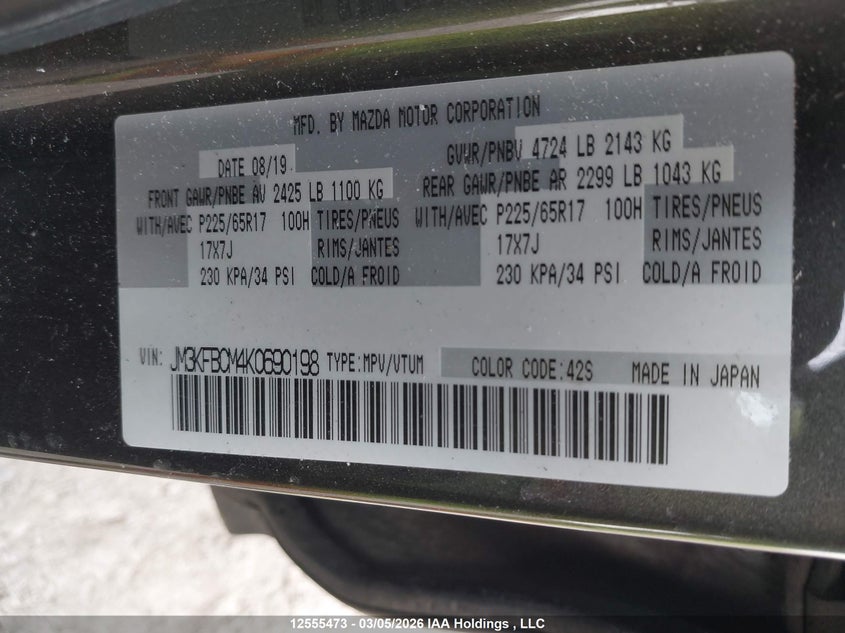 MFD. BY MAZDA MOTOR CORPORATION
DATE 08/19 GVWR/PNBV 4724 LB 2143 KG
FRONT GAWR/PNBE AV 2425 LB 1100 KG REAR GAWR/PNBE AR 2299 LB 1043 KG
WITH/AVEC P225/65R17 100H TIRES/PNEUS WITH/AVEC P225/65R17 100H TIRES/PNEUS
17X7J RIMS/JANTES 17X7J RIMS/JANTES
230 KPA/34 PSI COLD/A FROID 230 KPA/34 PSI COLD/A FROID
VIN: JM3KFBCM4K0690198 TYPE:MPV/VTUM COLOR CODE:42S MADE IN JAPAN
12555473 - 03/05/2026 IAA Holdings , LLC